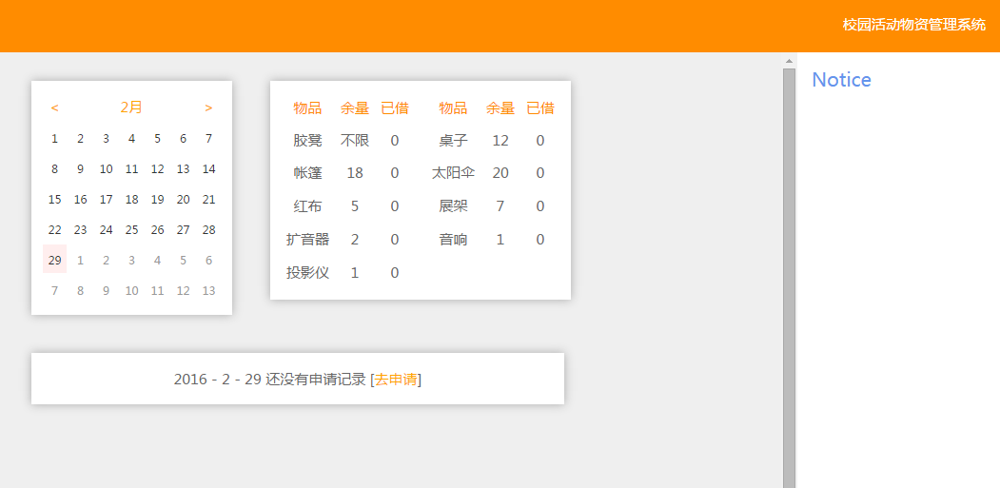 校园活动物资管理系统
Notice
< 2月 >
1 2 3 4 5 6 7
8 9 10 11 12 13 14
15 16 17 18 19 20 21
22 23 24 25 26 27 28
29 1 2 3 4 5 6
7 8 9 10 11 12 13
物品 余量 已借 物品 余量 已借
胶凳 不限 0 桌子 12 0
帐篷 18 0 太阳伞 20 0
红布 5 0 展架 7 0
扩音器 2 0 音响 1 0
投影仪 1 0
2016 - 2 - 29 还没有申请记录 [去申请]